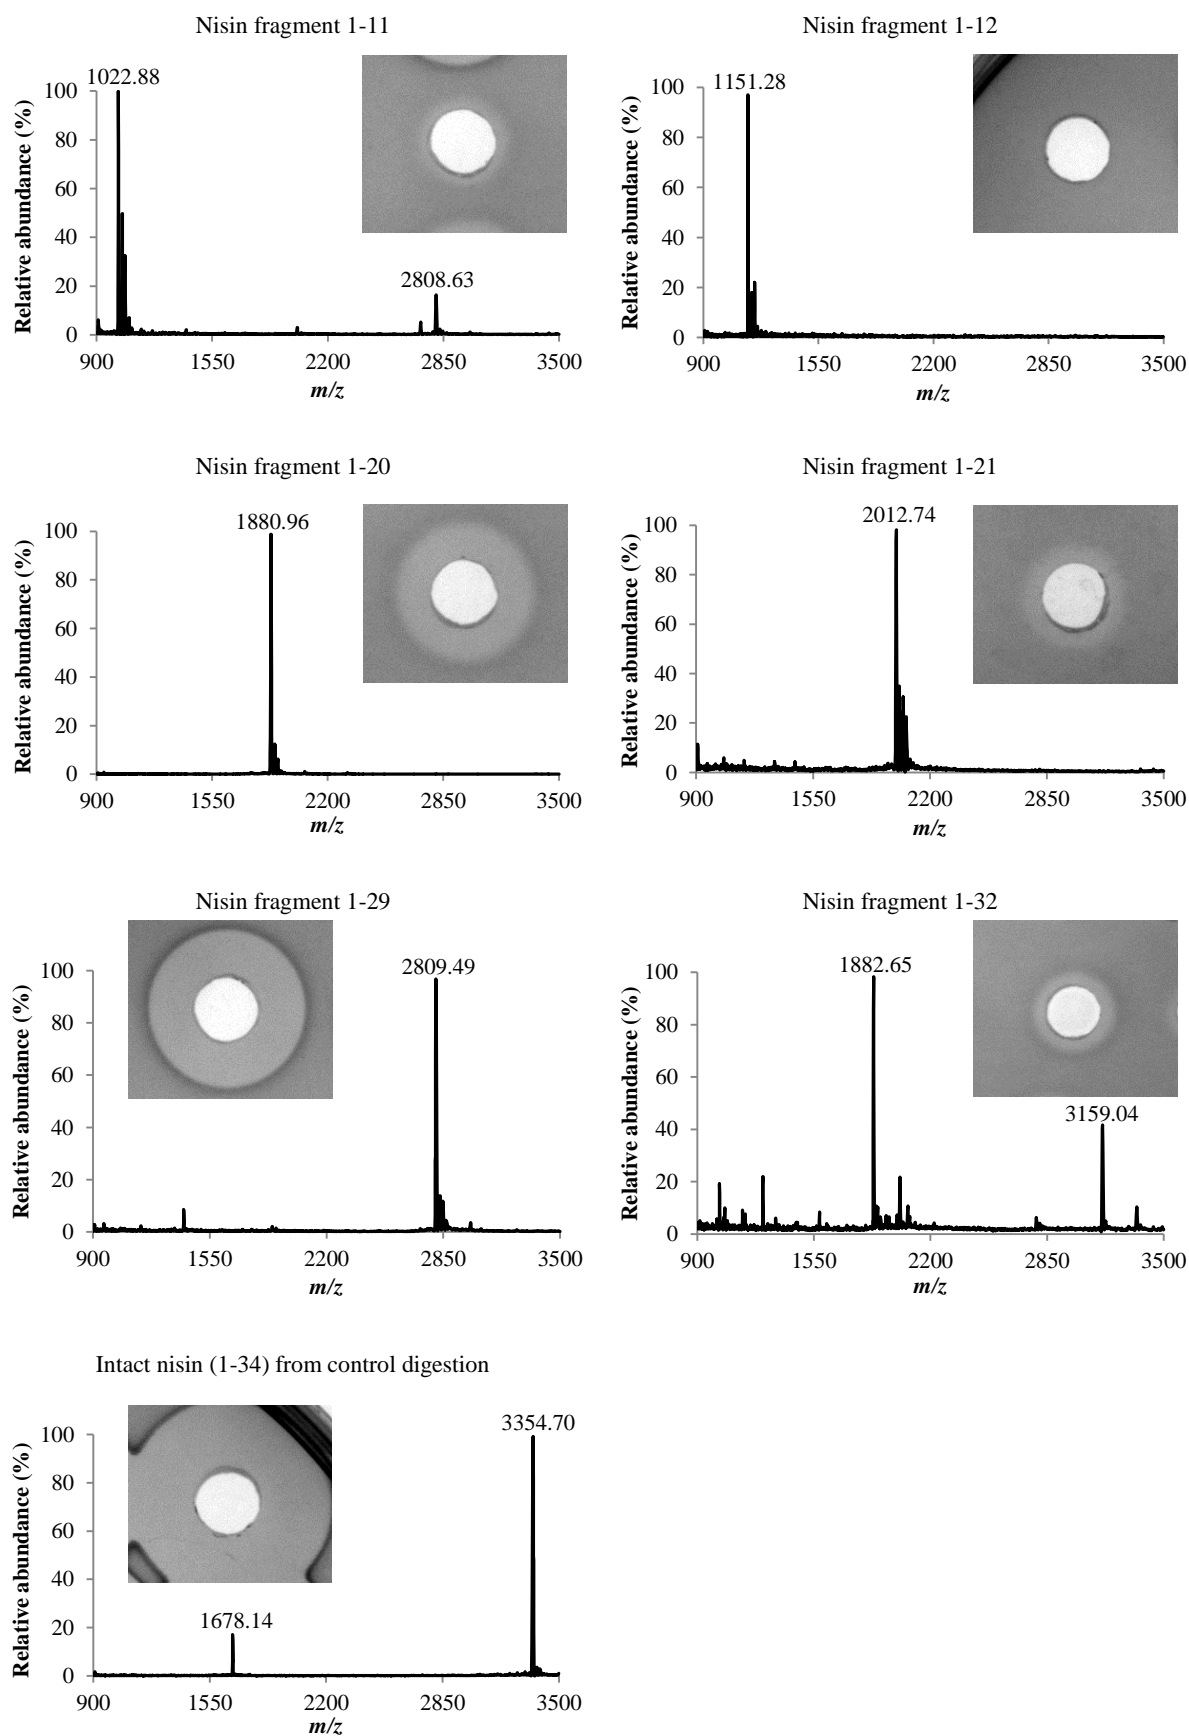 Nisin fragment 1-11
Relative abundance (%)
100
80
60
40
20
0
1022.88
2808.63
900 1550 2200 2850 3500
m/z
Nisin fragment 1-12
Relative abundance (%)
100
80
60
40
20
0
1151.28
900 1550 2200 2850 3500
m/z
Nisin fragment 1-20
Relative abundance (%)
100
80
60
40
20
0
1880.96
900 1550 2200 2850 3500
m/z
Nisin fragment 1-21
Relative abundance (%)
100
80
60
40
20
0
2012.74
900 1550 2200 2850 3500
m/z
Nisin fragment 1-29
Relative abundance (%)
100
80
60
40
20
0
2809.49
900 1550 2200 2850 3500
m/z
Nisin fragment 1-32
Relative abundance (%)
100
80
60
40
20
0
1882.65
3159.04
900 1550 2200 2850 3500
m/z
Intact nisin (1-34) from control digestion
Relative abundance (%)
100
80
60
40
20
0
1678.14
3354.70
900 1550 2200 2850 3500
m/z